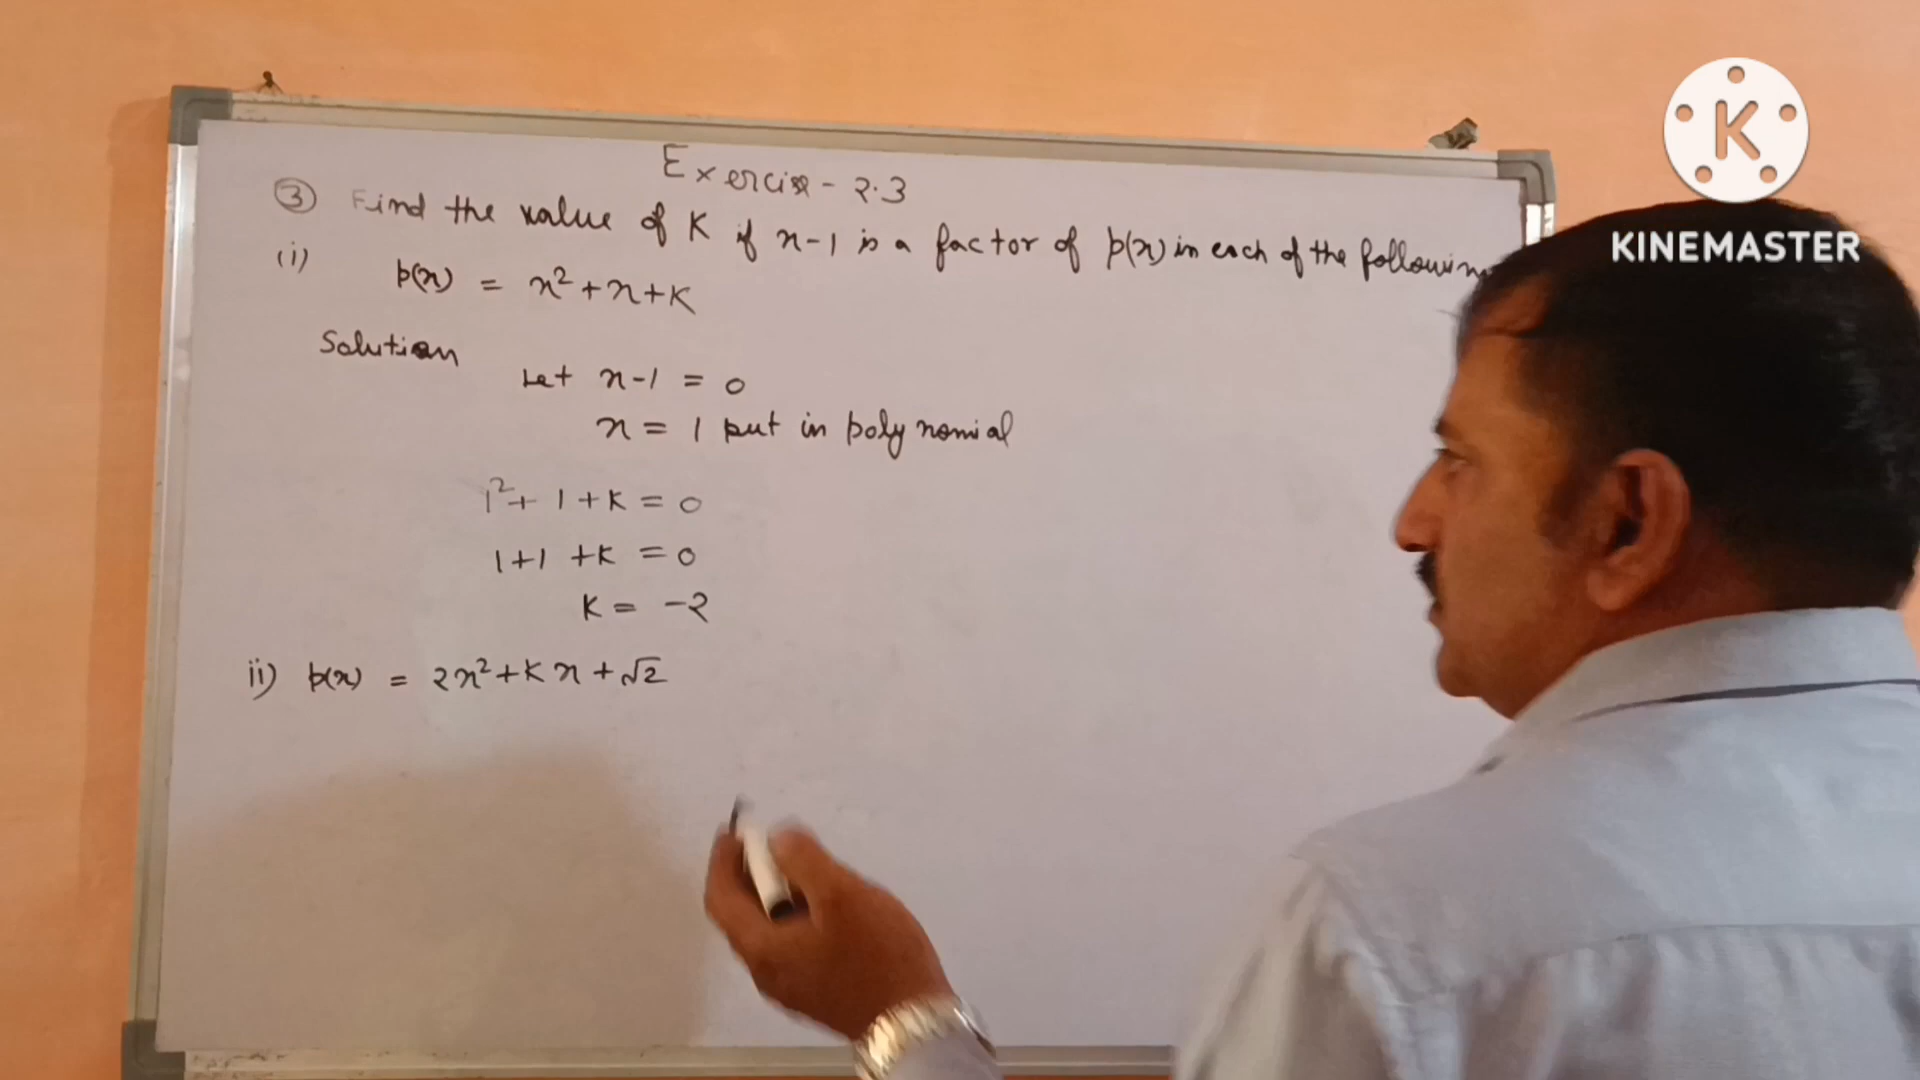 Exercise - 2.3
③ Find the value of K if x-1 is a factor of p(x) in each of the following
(i) p(x) = x²+x+K
Solution
Let x-1 = 0
x = 1 put in polynomial
1²+ 1+K = 0
1+1 +K = 0
K = -2
ii) p(x) = 2x²+Kx+√2
K
KINEMASTER